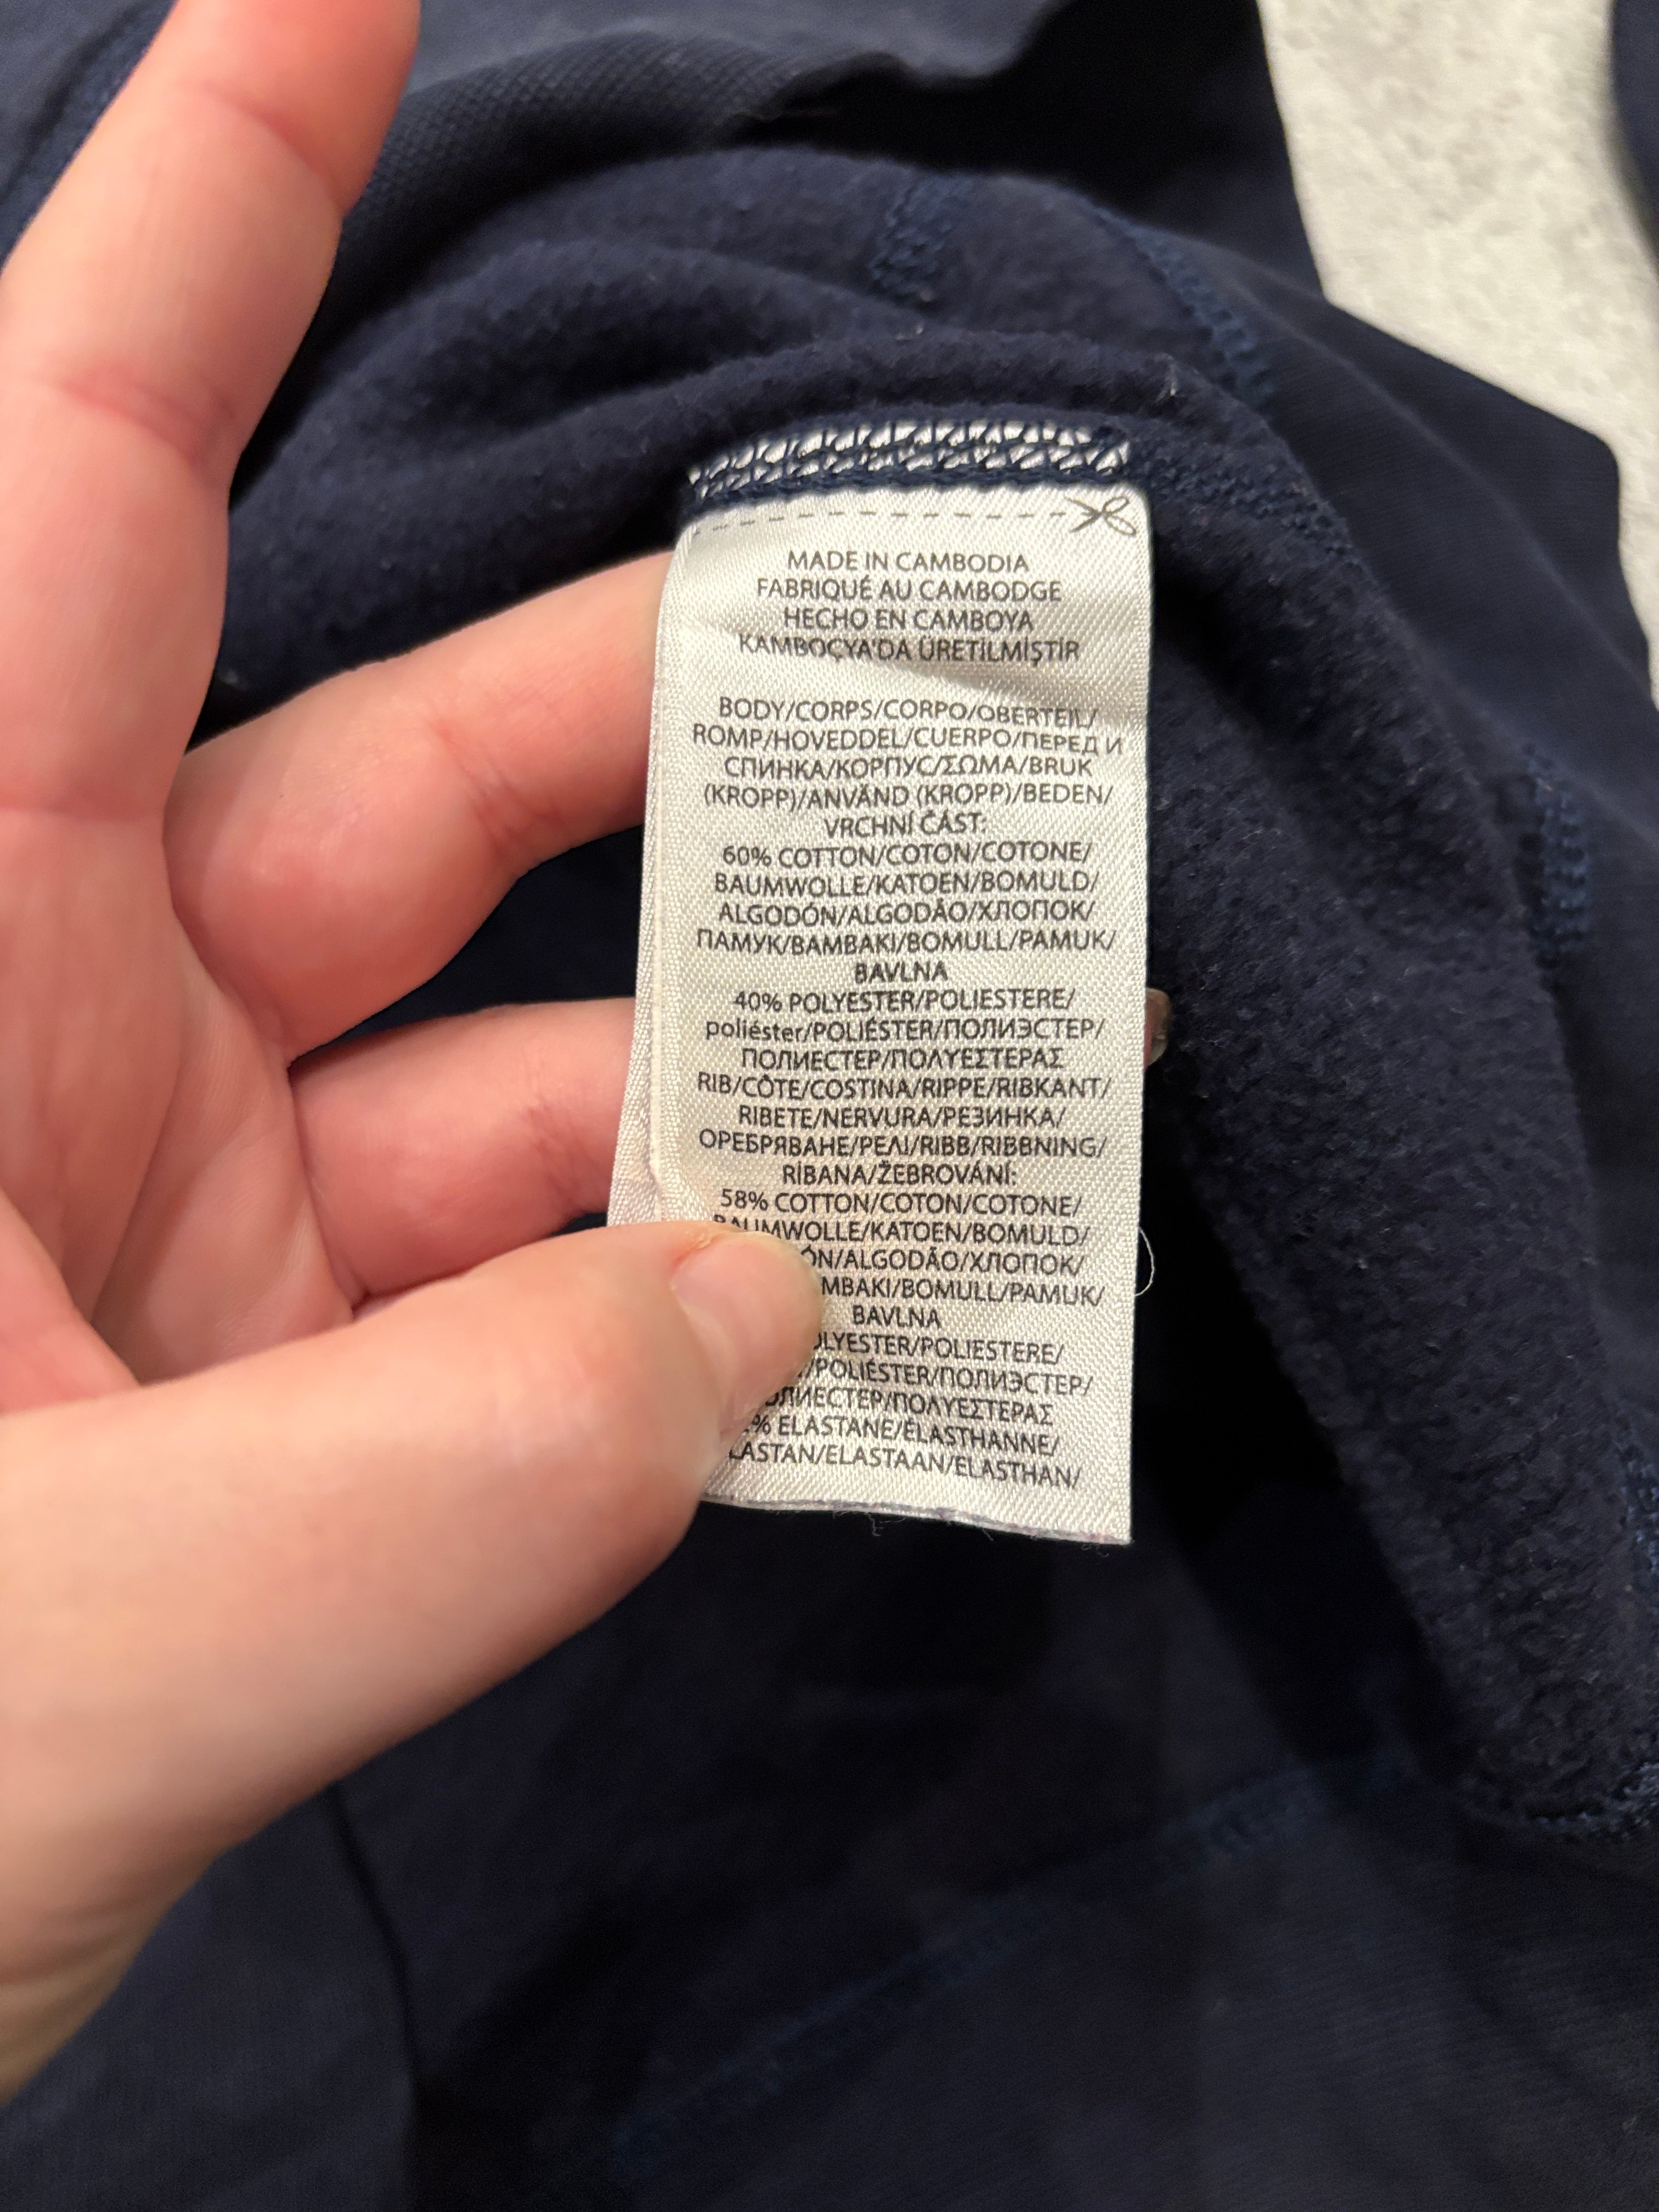 MADE IN CAMBODIA
FABRIQUÉ AU CAMBODGE
HECHO EN CAMBOYA
KAMBOÇYA'DA ÜRETILMİŞTİR
BODY/CORPS/CORPO/OBERTEIL/
ROMP/HOVEDDEL/CUERPO/ПЕРЕД И
СПИНКА/КОРПУС/ΣΩΜΑ/BRUK
(KROPP)/ANVÄND (KROPP)/BEDEN/
VRCHNÍ ČÁST:
60% COTTON/COTON/COTONE/
BAUMWOLLE/KATOEN/BOMULD/
ALGODÓN/ALGODÃO/ХЛОПОК/
ПАМУК/BAMBAKI/BOMULL/PAMUK/
BAVLNA
40% POLYESTER/POLIESTERE/
poliéster/POLIÉSTER/ПОЛИЭСТЕР/
ПОЛИЕСТЕР/ΠΟΛΥΕΣΤΕΡΑΣ
RIB/CÔTE/COSTINA/RIPPE/RIBKANT/
RIBETE/NERVURA/РЕЗИНКА/
ОРЕБРЯВАНЕ/ΡΕΛΙ/RIBB/RIBBNING/
RİBANA/ŽEBROVÁNÍ:
58% COTTON/COTON/COTONE/
BAUMWOLLE/KATOEN/BOMULD/
/ALGODÃO/ХЛОПОК/
/BOMULL/PAMUK/
BAVLNA
/POLIESTERE/
/POLIÉSTER/ПОЛИЭСТЕР/
/ΠΟΛΥΕΣΤΕΡΑΣ
% ELASTANE/ÉLASTHANNE/
/ELASTAAN/ELASTHAN/